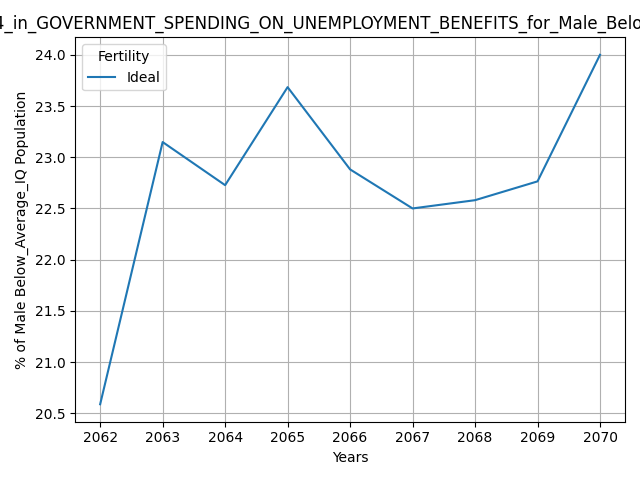 4_in_GOVERNMENT_SPENDING_ON_UNEMPLOYMENT_BENEFITS_for_Male_Belo
Fertility
Ideal
% of Male Below_Average_IQ Population
24.0
23.5
23.0
22.5
22.0
21.5
21.0
20.5
2062 2063 2064 2065 2066 2067 2068 2069 2070
Years